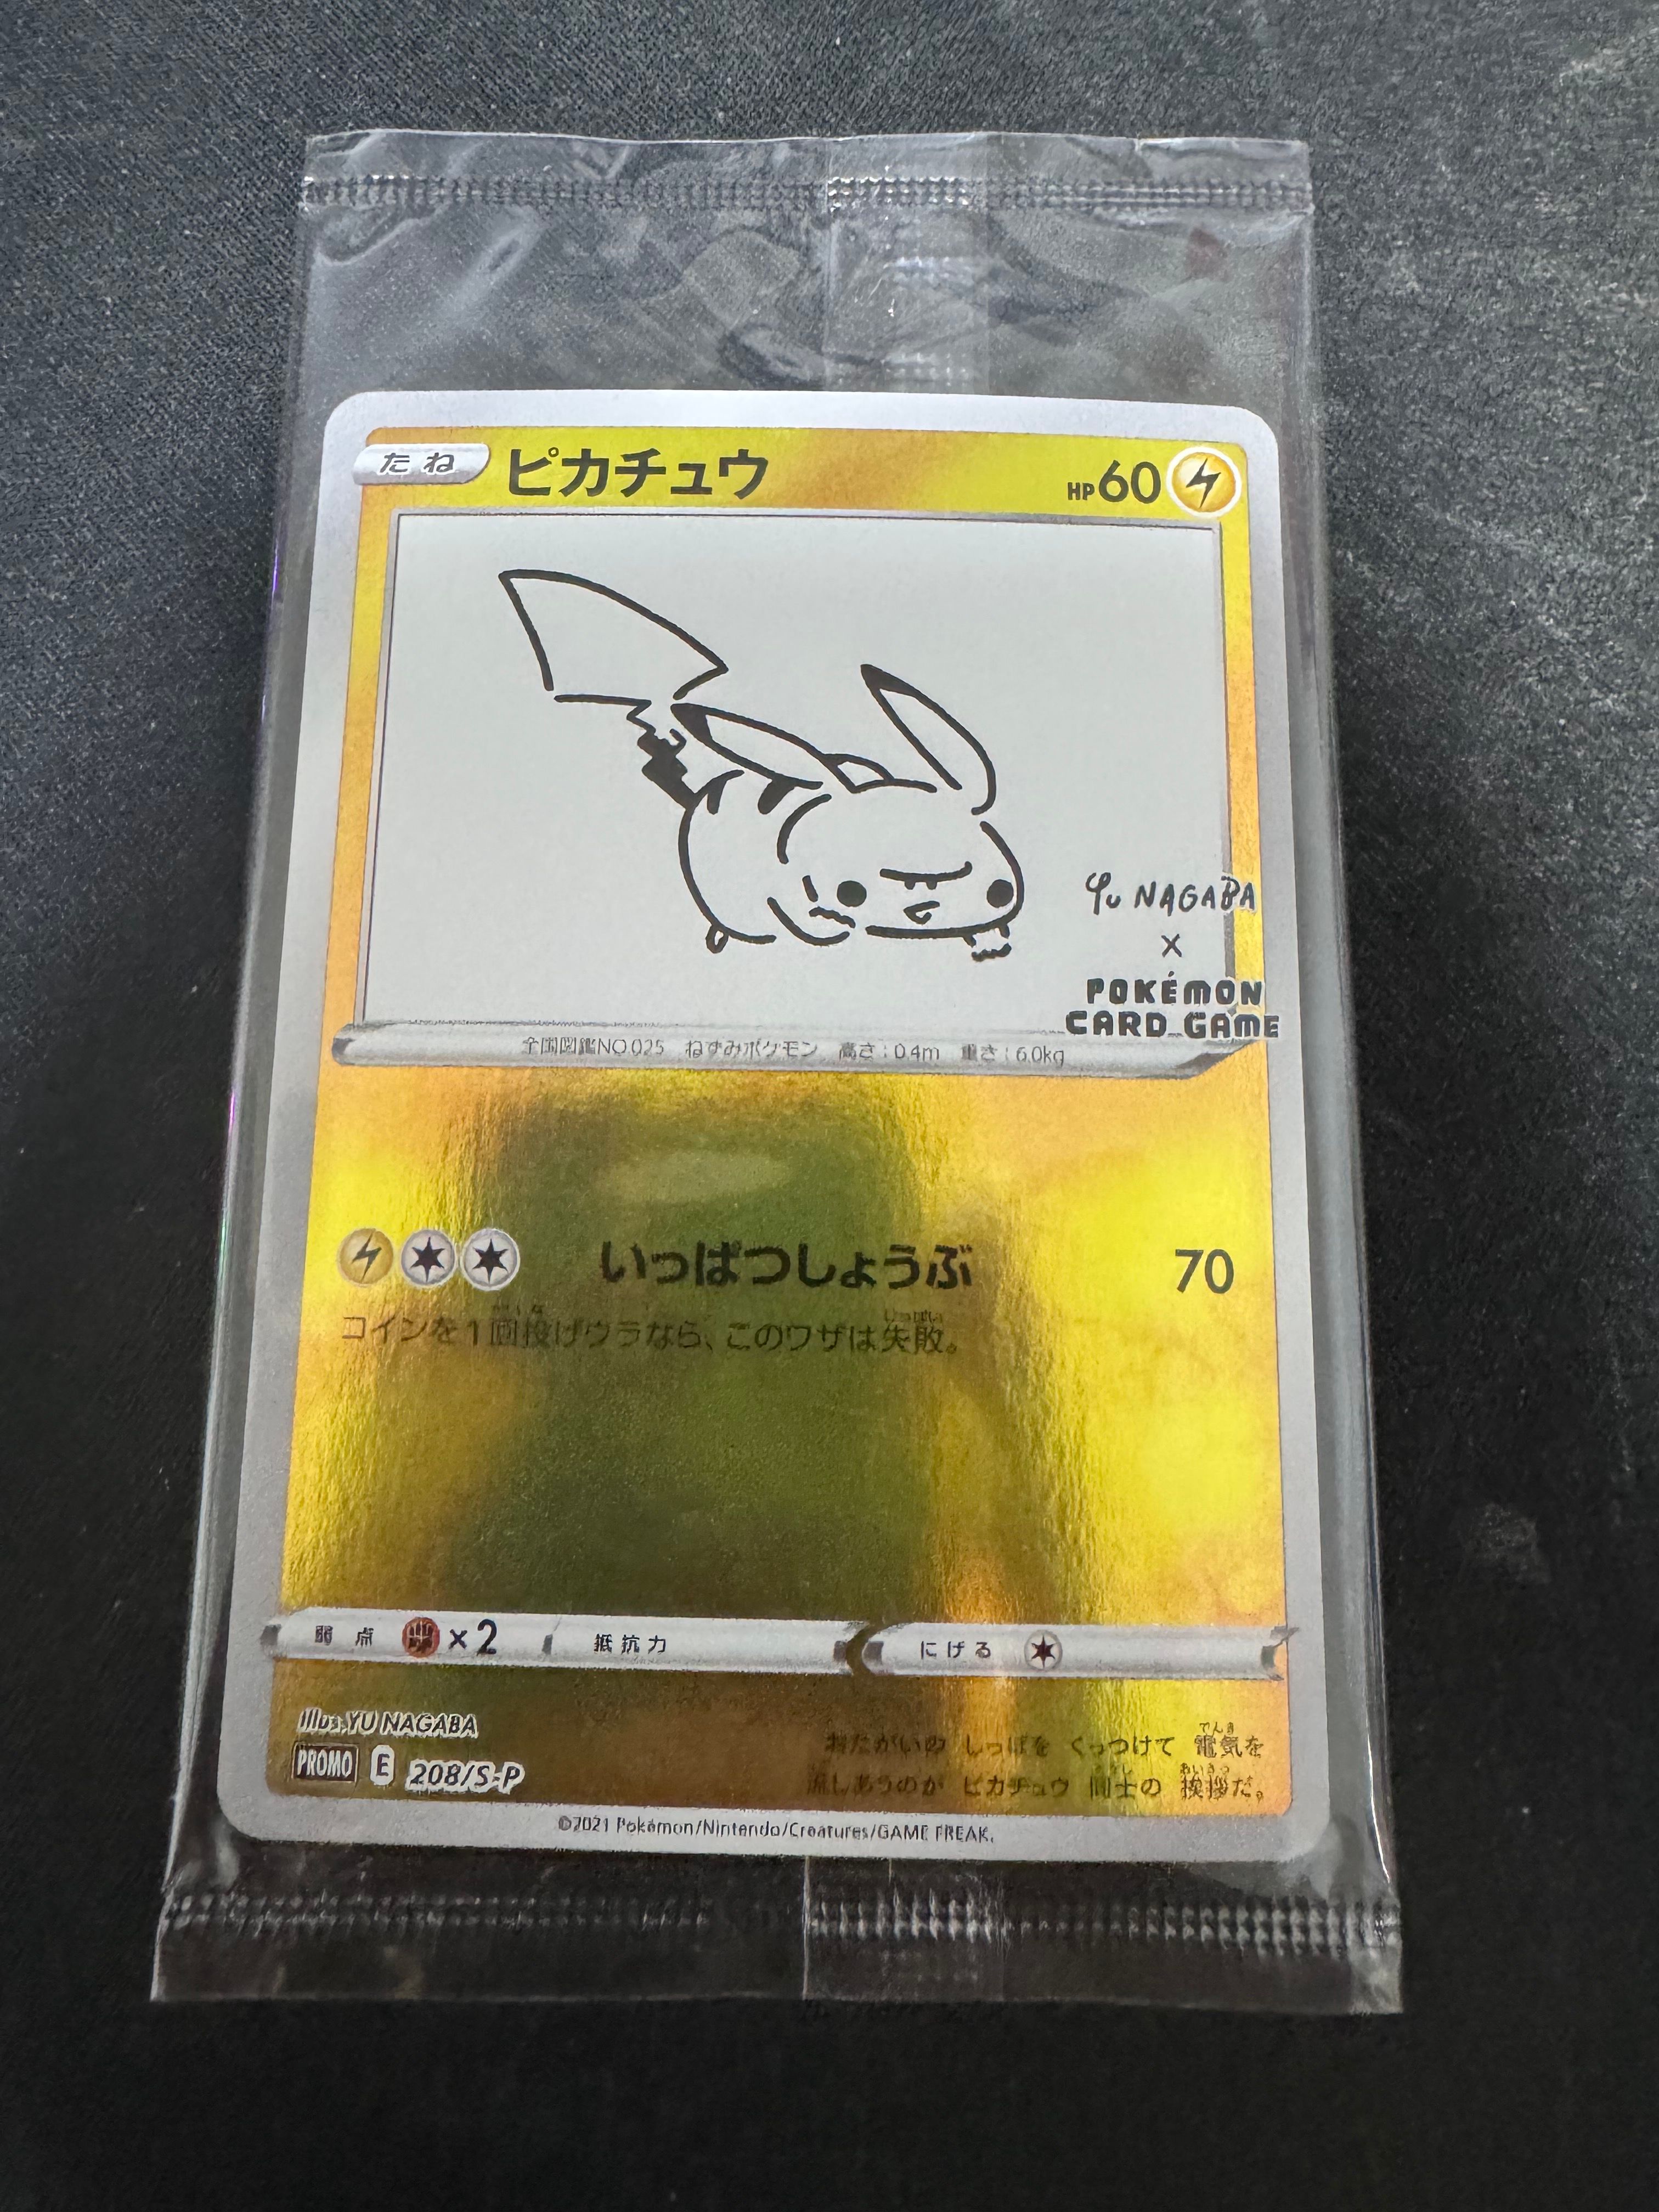 たね ピカチュウ HP60
YU NAGABA
×
POKÉMON
CARD GAME
全国図鑑NO.025 ねずみポケモン 高さ:0.4m 重さ:6.0kg
いっぱつしょうぶ 70
コインを1回投げウラなら、このワザは失敗。
弱点 ×2 抵抗力 にげる
Illus.YU NAGABA
PROMO E 208/S-P
おたがいの しっぽを くっつけて 電気を
流しあうのが ピカチュウ 同士の 挨拶だ。
©2021 Pokémon/Nintendo/Creatures/GAME FREAK.